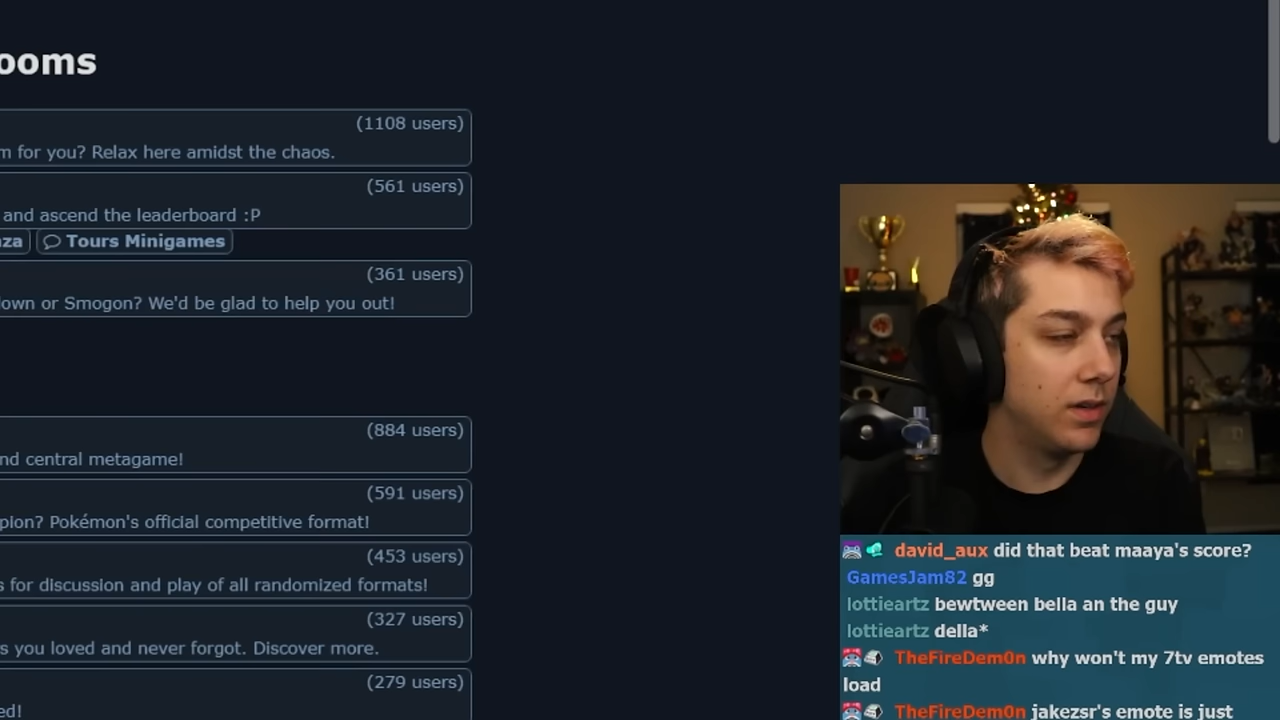 ooms
(1108 users)
m for you? Relax here amidst the chaos.
(561 users)
and ascend the leaderboard :P
za Tours Minigames
(361 users)
down or Smogon? We'd be glad to help you out!
(884 users)
nd central metagame!
(591 users)
pion? Pokémon's official competitive format!
(453 users)
s for discussion and play of all randomized formats!
(327 users)
s you loved and never forgot. Discover more.
(279 users)
ed!
david_aux did that beat maaya's score?
GamesJam82 gg
lottieartz bewtween bella an the guy
lottieartz della*
TheFireDem0n why won't my 7tv emotes
load
TheFireDem0n jakezsr's emote is just